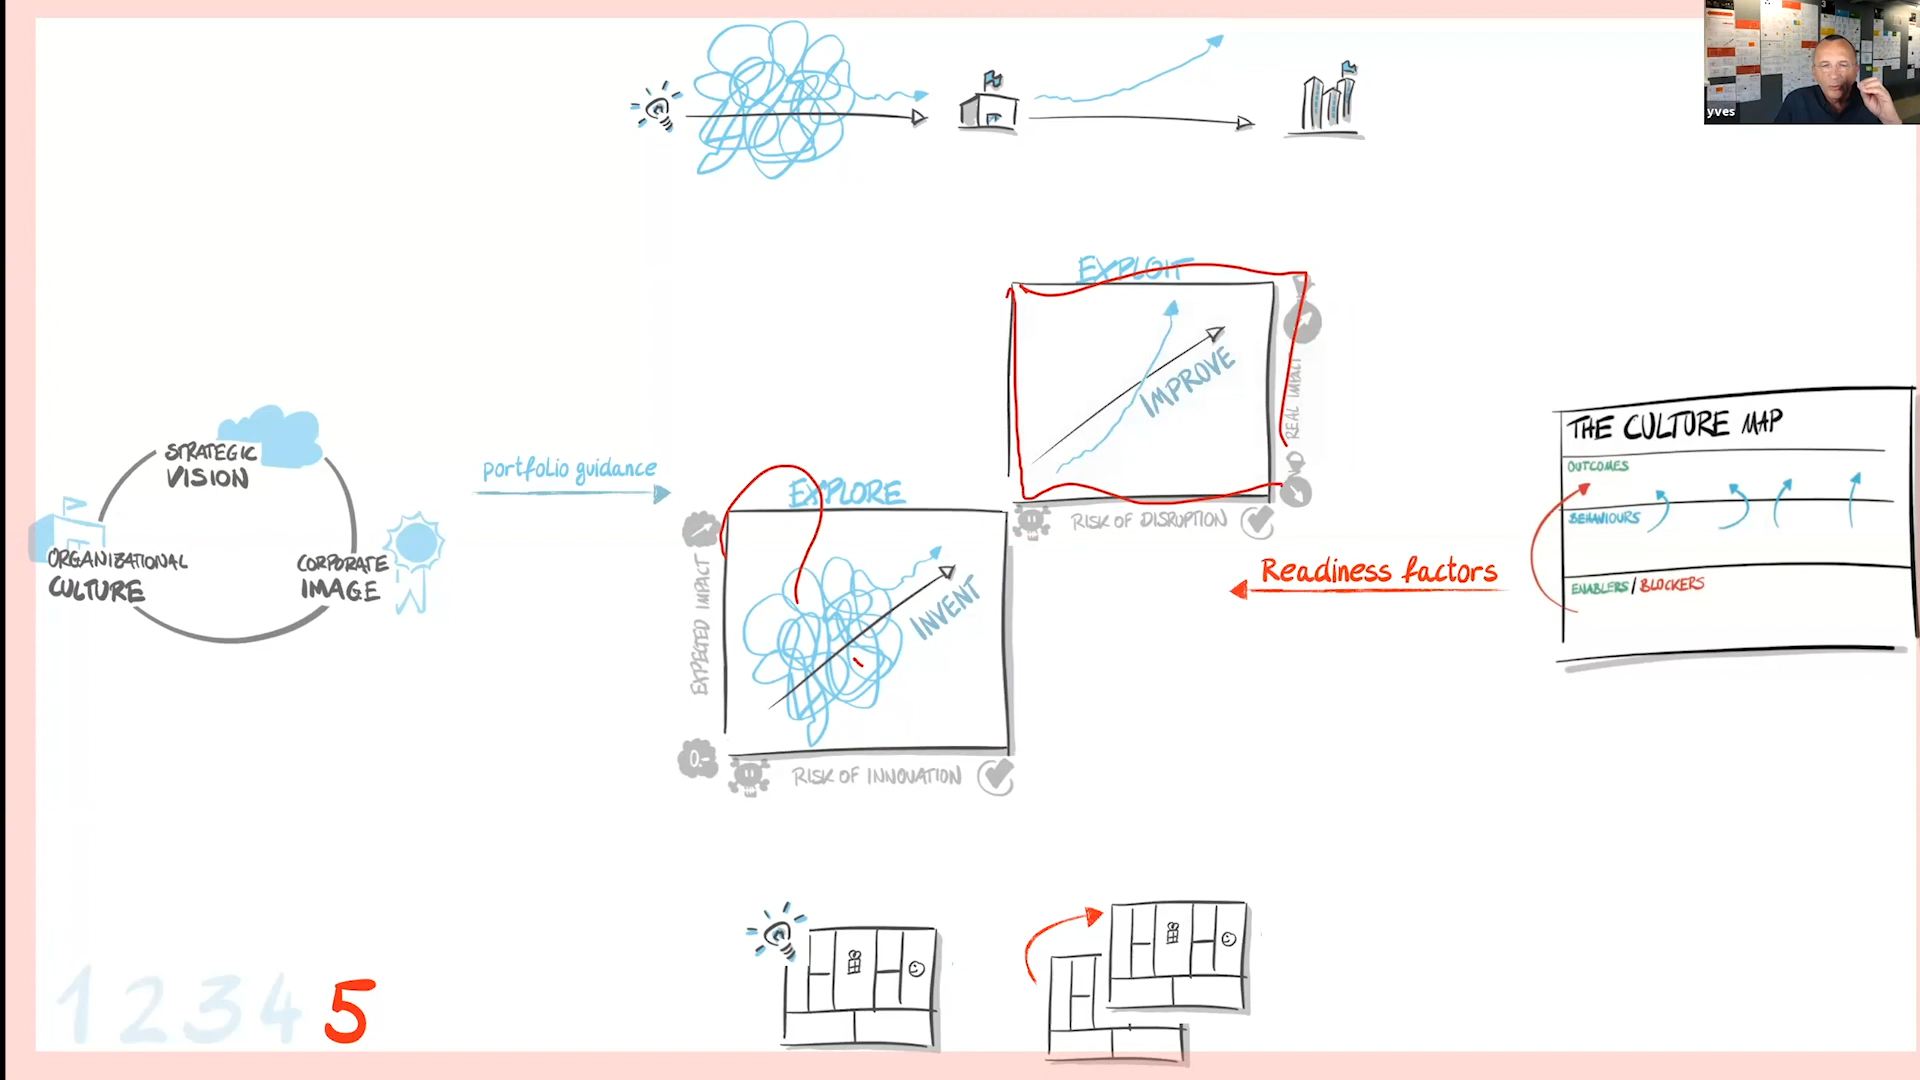 yves
EXPLOIT
IMPROVE
REAL IMPACT
RISK OF DISRUPTION
STRATEGIC
VISION
ORGANIZATIONAL
CULTURE
CORPORATE
IMAGE
portfolio guidance
EXPLORE
INVENT
EXPECTED IMPACT
0.-
RISK OF INNOVATION
Readiness factors
THE CULTURE MAP
OUTCOMES
BEHAVIOURS
ENABLERS / BLOCKERS
1 2 3 4 5